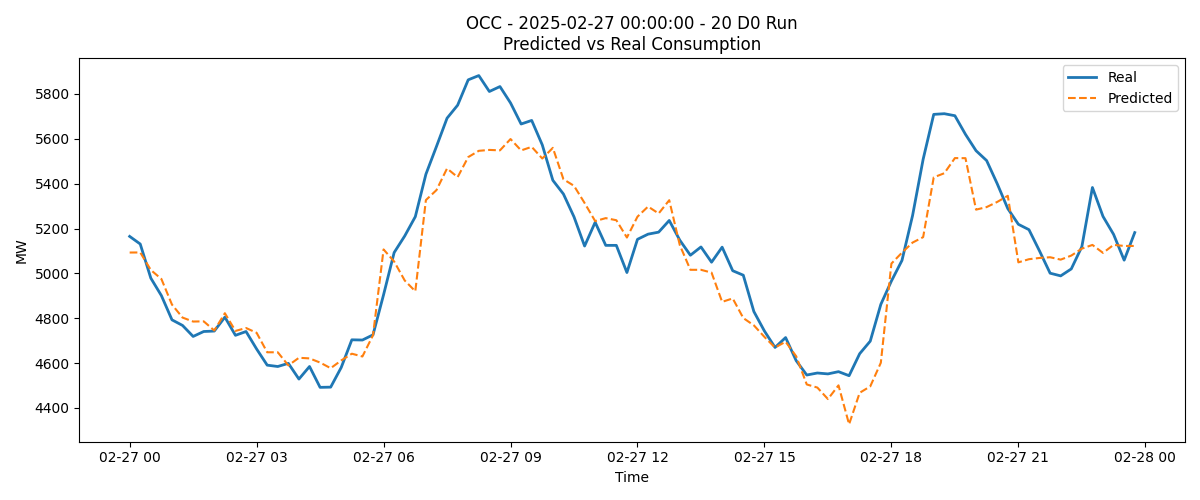 OCC - 2025-02-27 00:00:00 - 20 D0 Run
Predicted vs Real Consumption
Real
Predicted
MW
5800
5600
5400
5200
5000
4800
4600
4400
02-27 00
02-27 03
02-27 06
02-27 09
02-27 12
02-27 15
02-27 18
02-27 21
02-28 00
Time